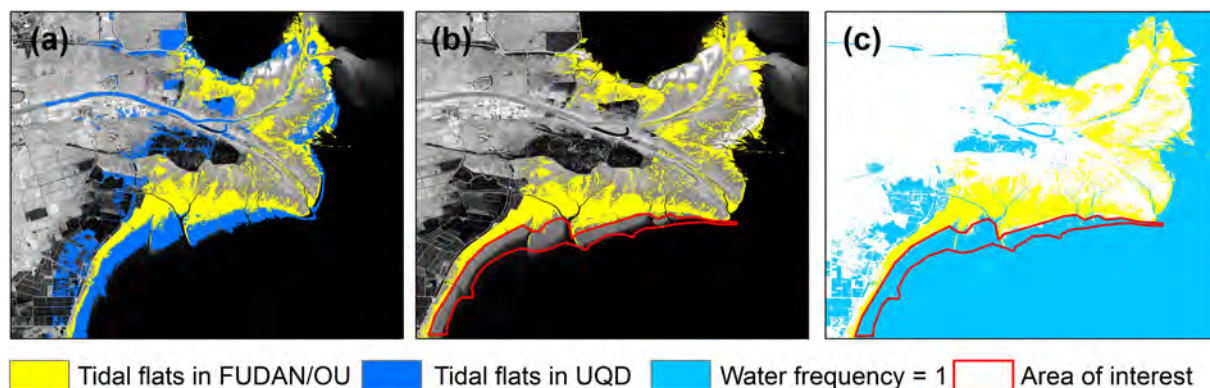 (a) (b) (c)
Tidal flats in FUDAN/OU Tidal flats in UQD Water frequency = 1 Area of interest